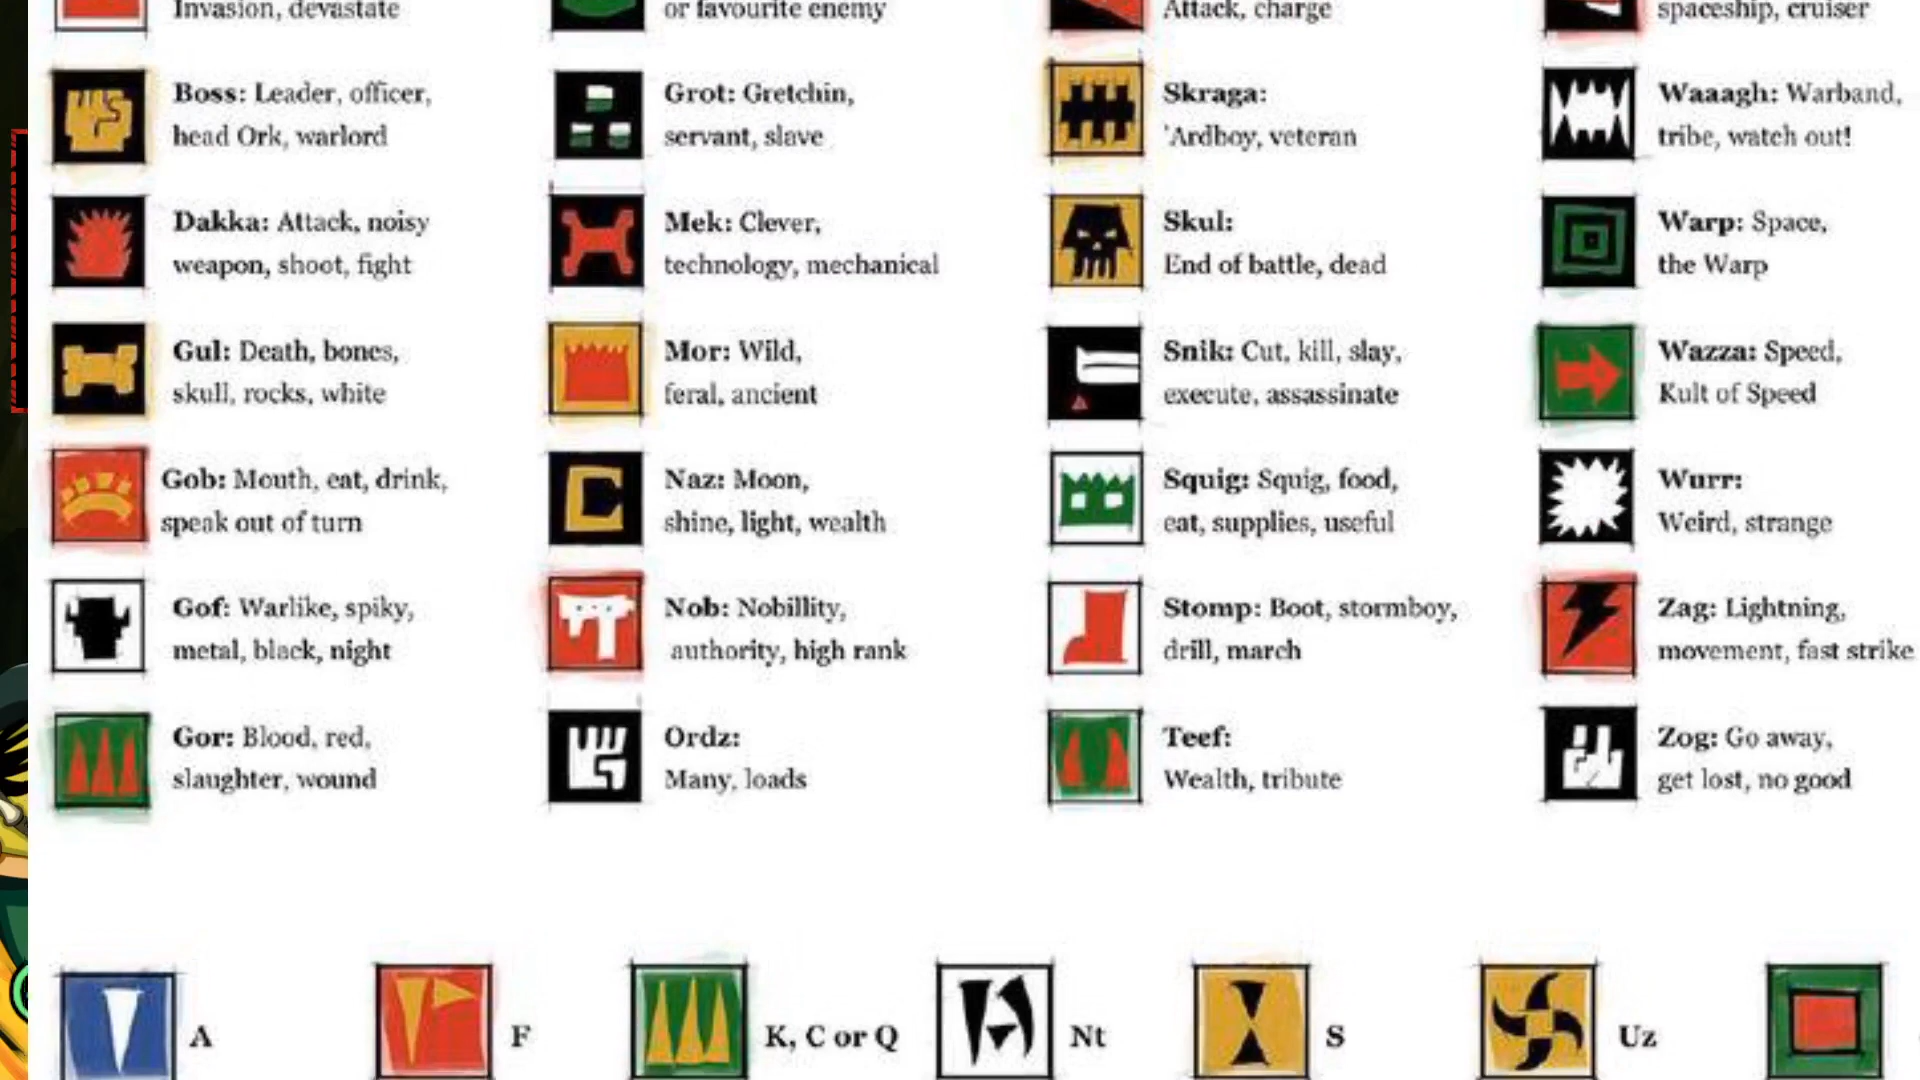 Invasion, devastate
or favourite enemy
Attack, charge
spaceship, cruiser
Boss: Leader, officer,
head Ork, warlord
Grot: Gretchin,
servant, slave
Skraga:
'Ardboy, veteran
Waaagh: Warband,
tribe, watch out!
Dakka: Attack, noisy
weapon, shoot, fight
Mek: Clever,
technology, mechanical
Skul:
End of battle, dead
Warp: Space,
the Warp
Gul: Death, bones,
skull, rocks, white
Mor: Wild,
feral, ancient
Snik: Cut, kill, slay,
execute, assassinate
Wazza: Speed,
Kult of Speed
Gob: Mouth, eat, drink,
speak out of turn
Naz: Moon,
shine, light, wealth
Squig: Squig, food,
eat, supplies, useful
Wurr:
Weird, strange
Gof: Warlike, spiky,
metal, black, night
Nob: Nobillity,
authority, high rank
Stomp: Boot, stormboy,
drill, march
Zag: Lightning,
movement, fast strike
Gor: Blood, red,
slaughter, wound
Ordz:
Many, loads
Teef:
Wealth, tribute
Zog: Go away,
get lost, no good
A
F
K, C or Q
Nt
S
Uz